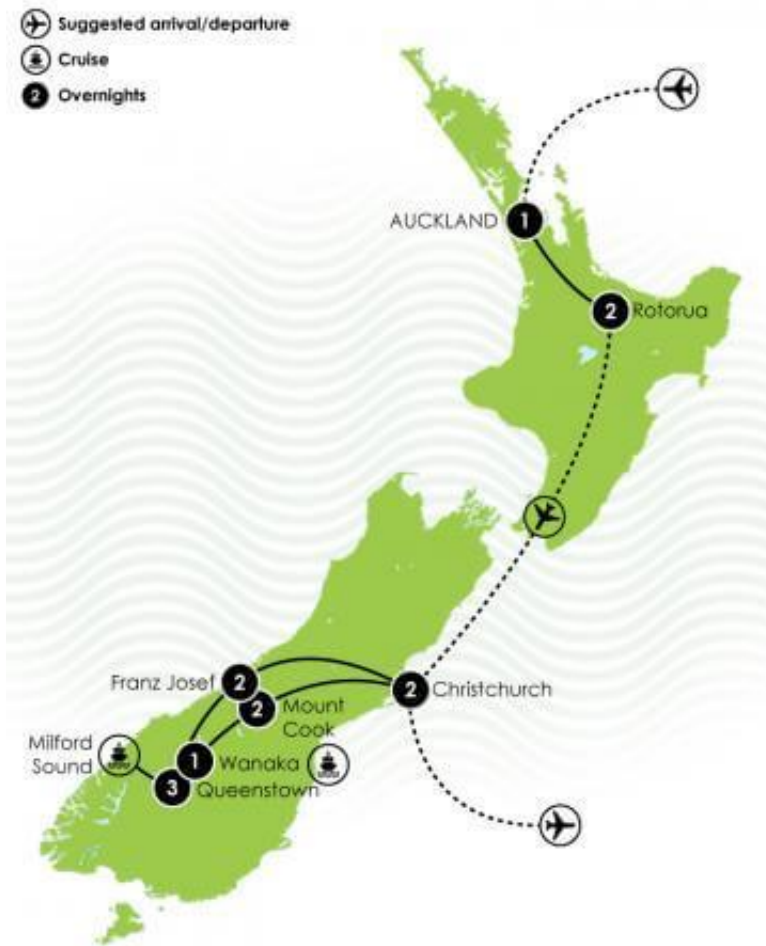 Suggested arrival/departure
Cruise
2 Overnights
AUCKLAND 1
2 Rotorua
Franz Josef 2
2 Christchurch
2 Mount
Cook
Milford
Sound
1 Wanaka
3 Queenstown